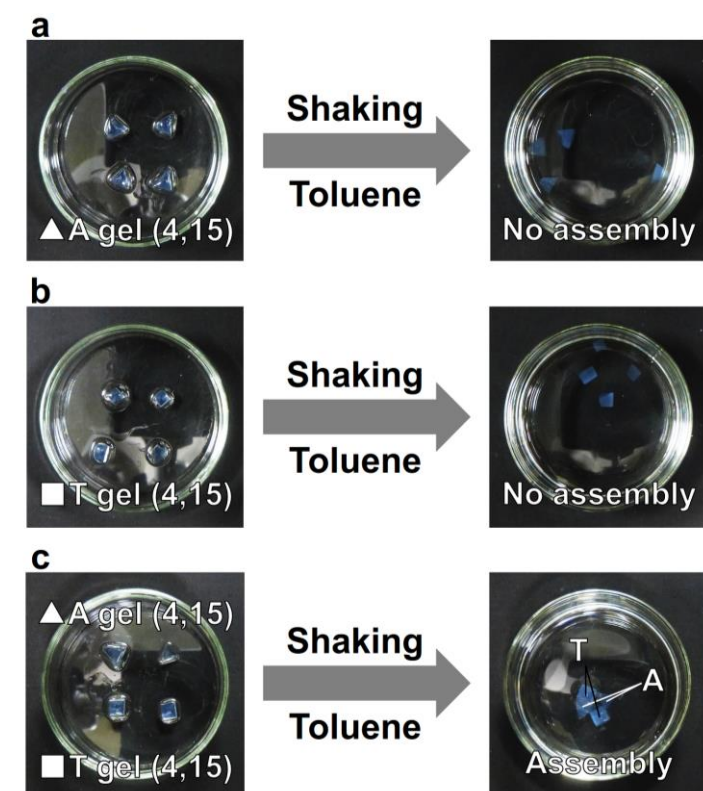 a
Shaking
Toluene
▲A gel (4,15)
No assembly
b
Shaking
Toluene
■T gel (4,15)
No assembly
c
▲A gel (4,15)
Shaking
Toluene
■T gel (4,15)
T
A
Assembly